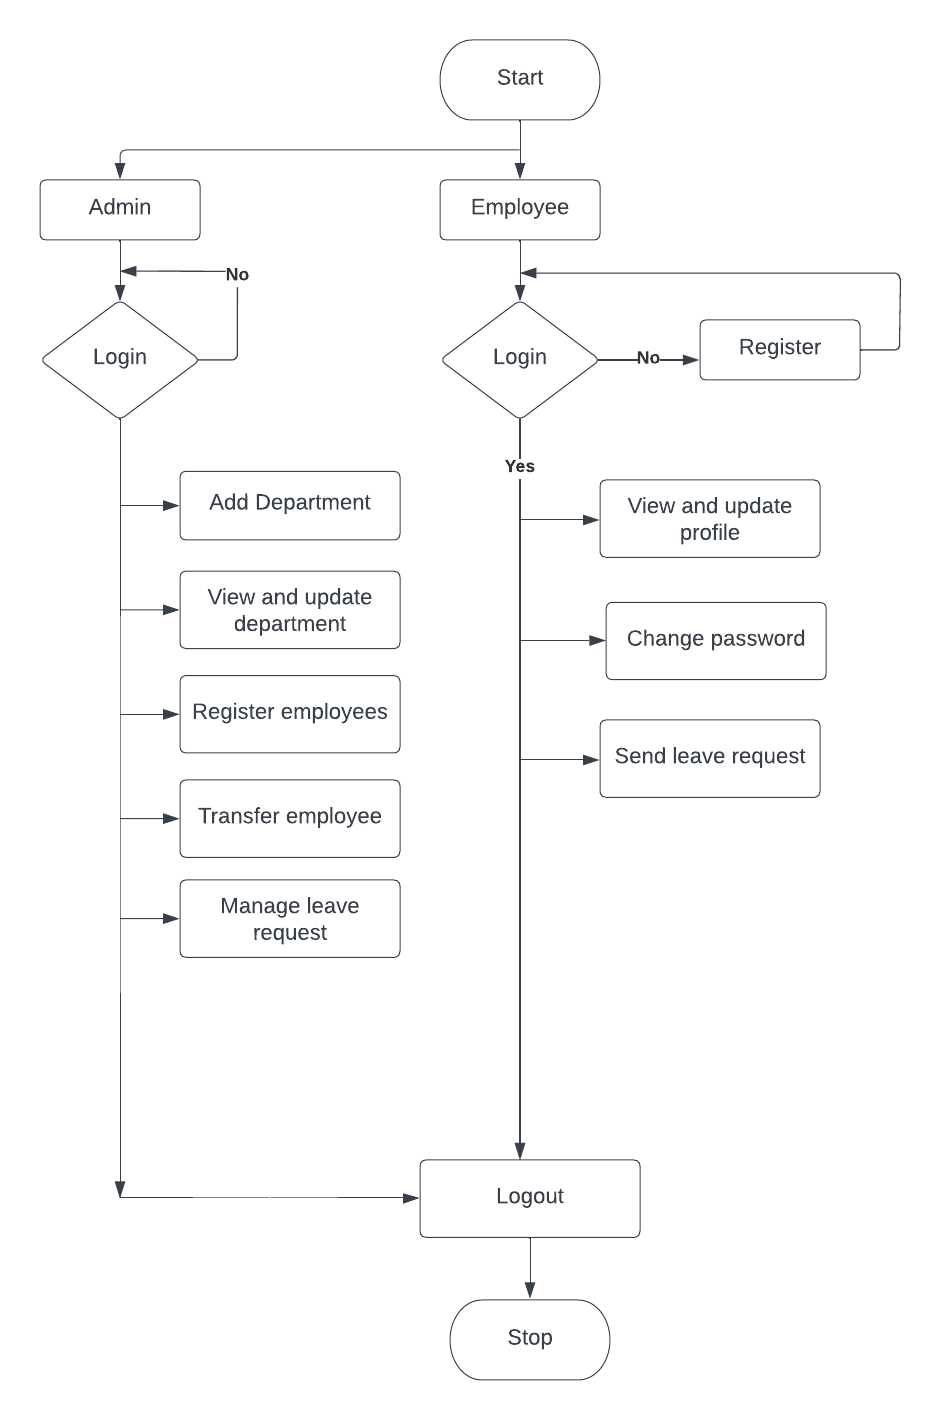 Start
Admin
Employee
No
Login
Login
No
Register
Yes
Add Department
View and update
department
Register employees
Transfer employee
Manage leave
request
View and update
profile
Change password
Send leave request
Logout
Stop